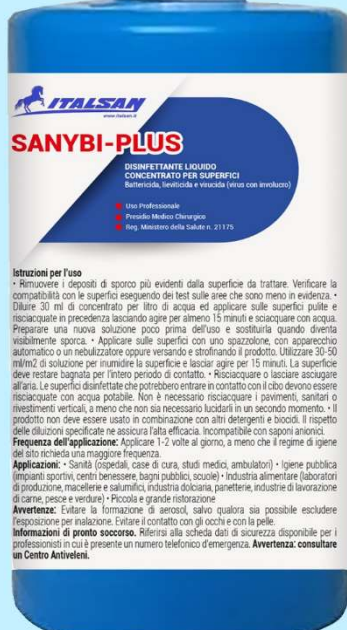 ITALSAN
www.italsan.it
SANYBI-PLUS
DISINFETTANTE LIQUIDO
CONCENTRATO PER SUPERFICI
Battericida, lieviticida e virucida (virus con involucro)
Uso Professionale
Presidio Medico Chirurgico
Reg. Ministero della Salute n. 21175
Istruzioni per l'uso
• Rimuovere i depositi di sporco più evidenti dalla superficie da trattare. Verificare la
compatibilità con le superfici eseguendo dei test sulle aree che sono meno in evidenza. •
Diluire 30 ml di concentrato per litro di acqua ed applicare sulle superfici pulite e
risciacquate in precedenza lasciando agire per almeno 15 minuti e sciacquare con acqua.
Preparare una nuova soluzione poco prima dell'uso e sostituirla quando diventa
visibilmente sporca. • Applicare sulle superfici con uno spazzolone, con apparecchio
automatico o un nebulizzatore oppure versando e strofinando il prodotto. Utilizzare 30-50
ml/m2 di soluzione per inumidire la superficie e lasciar agire per 15 minuti. La superficie
deve restare bagnata per l'intero periodo di contatto. • Risciacquare o lasciare asciugare
all'aria. Le superfici disinfettate che potrebbero entrare in contatto con il cibo devono essere
risciacquate con acqua potabile. Non è necessario risciacquare i pavimenti, sanitari o
rivestimenti verticali, a meno che non sia necessario lucidarli in un secondo momento. • Il
prodotto non deve essere usato in combinazione con altri detergenti e biocidi. Il rispetto
delle diluizioni specificate ne assicura l'alta efficacia. Incompatibile con saponi anionici.
Frequenza dell'applicazione: Applicare 1-2 volte al giorno, a meno che il regime di igiene
del sito richieda una maggiore frequenza.
Applicazioni: • Sanità (ospedali, case di cura, studi medici, ambulatori) • Igiene pubblica
(impianti sportivi, centri benessere, bagni pubblici, scuole) • Industria alimentare (laboratori
di produzione, macellerie e salumifici, industria dolciaria, panetterie, industrie di lavorazione
di carne, pesce e verdure) • Piccola e grande ristorazione
Avvertenze: Evitare la formazione di aerosol, salvo qualora sia possibile escludere
l'esposizione per inalazione. Evitare il contatto con gli occhi e con la pelle.
Informazioni di pronto soccorso. Riferirsi alla scheda dati di sicurezza disponibile per i
professionisti in cui è presente un numero telefonico d'emergenza. Avvertenza: consultare
un Centro Antiveleni.